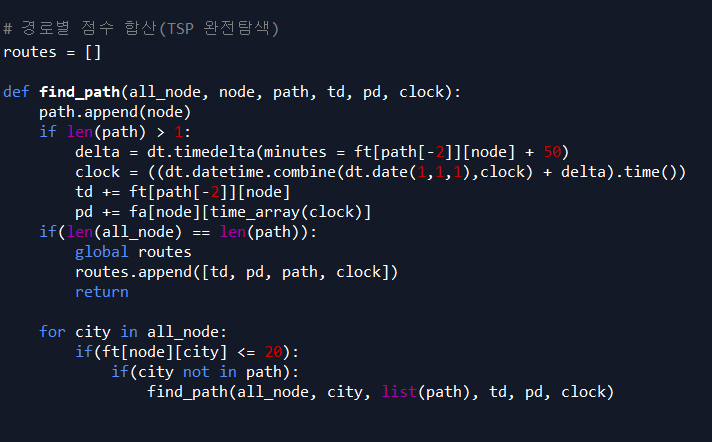 # 경로별 점수 합산(TSP 완전탐색)
routes = []
def find_path(all_node, node, path, td, pd, clock):
path.append(node)
if len(path) > 1:
delta = dt.timedelta(minutes = ft[path[-2]][node] + 50)
clock = ((dt.datetime.combine(dt.date(1,1,1),clock) + delta).time())
td += ft[path[-2]][node]
pd += fa[node][time_array(clock)]
if(len(all_node) == len(path)):
global routes
routes.append([td, pd, path, clock])
return
for city in all_node:
if(ft[node][city] <= 20):
if(city not in path):
find_path(all_node, city, list(path), td, pd, clock)